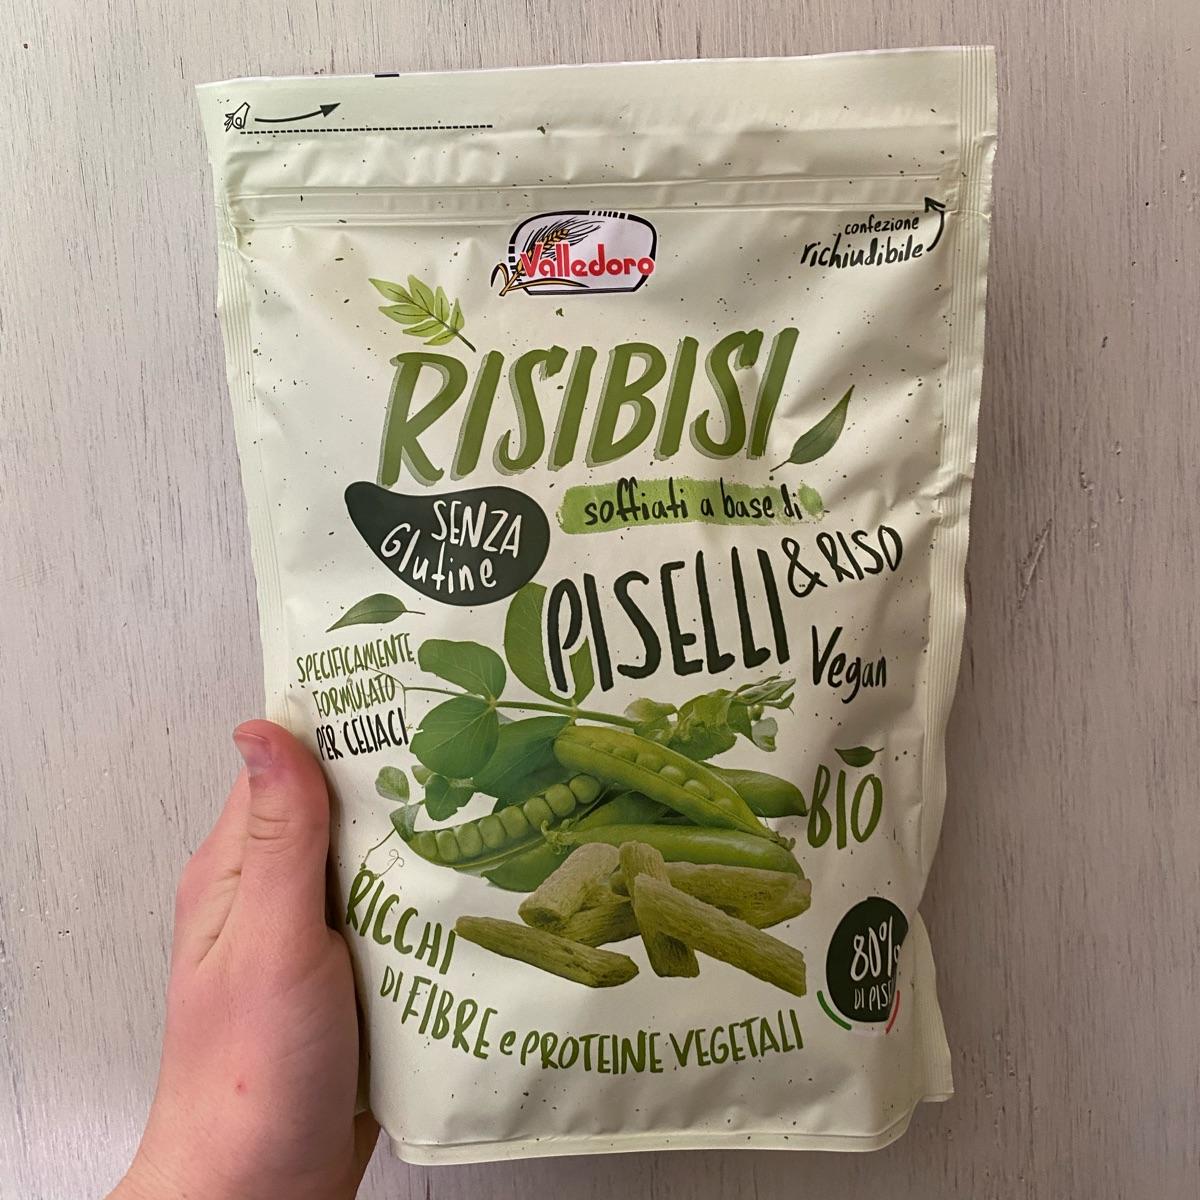 Valledoro
confezione
richiudibile
RISIBISI
SENZA
Glutine
soffiati a base di
PISELLI & RISO
Vegan
SPECIFICAMENTE
FORMULATO
PER CELIACI
BIO
RICCHI
DI FIBRE e PROTEINE VEGETALI
80%
DI